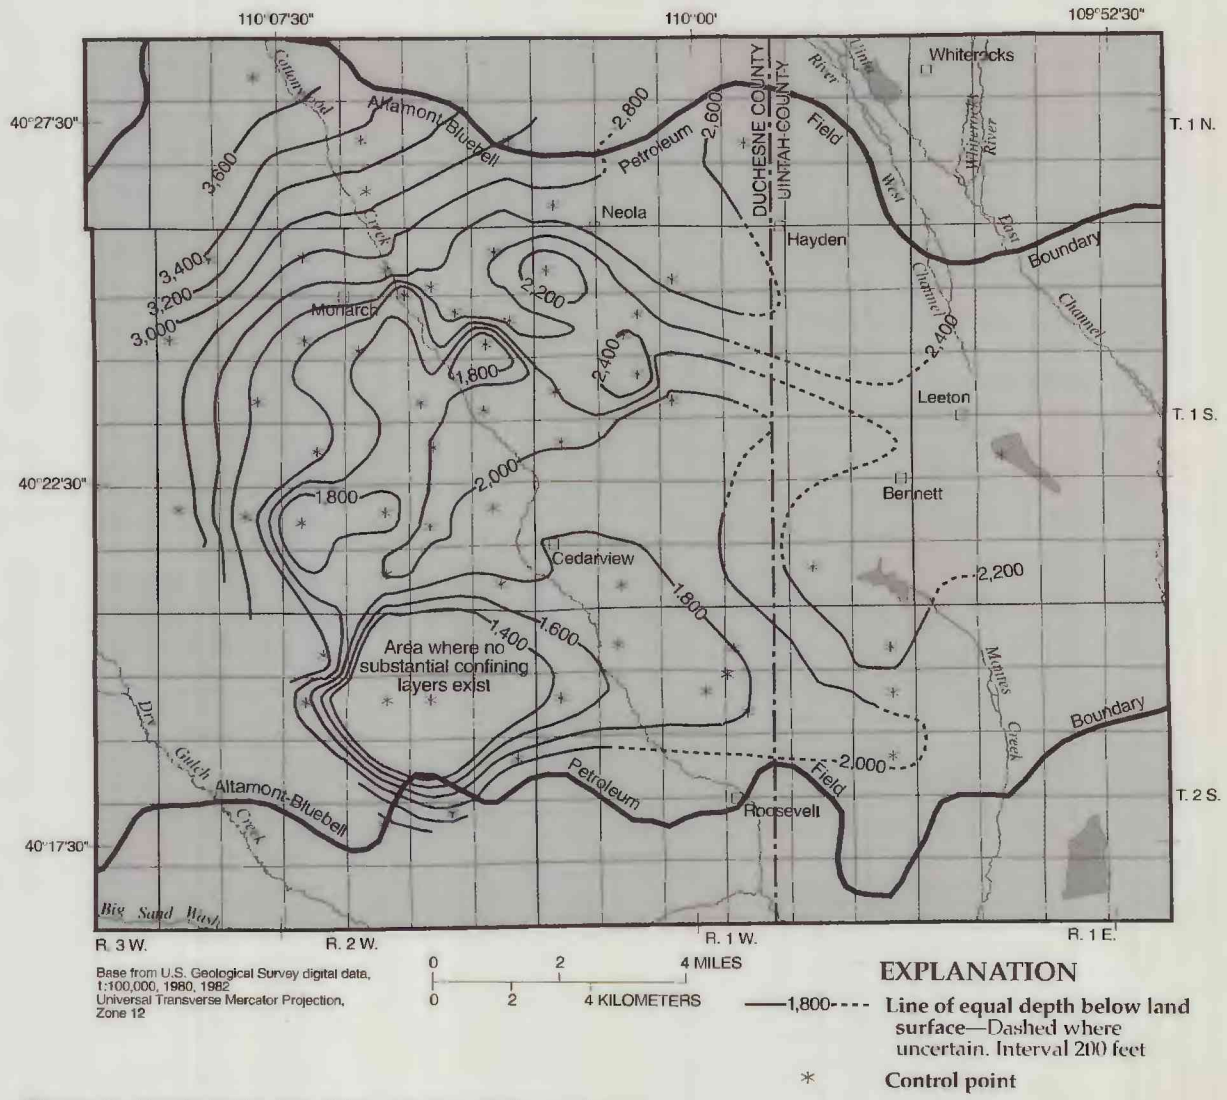 110°07'30"
110°00'
109°52'30"
40°27'30"
40°22'30"
40°17'30"
T. 1 N.
T. 1 S.
T. 2 S.
R. 3 W.
R. 2 W.
R. 1 W.
R. 1 E.
Cottonwood
Creek
Altamont-Bluebell
Petroleum
Field
Boundary
DUCHESNE COUNTY
UINTAH COUNTY
Uinta
River
West
Channel
Whiterocks
Whiterocks
River
East
Channel
2,800
2,600
3,600
3,400
3,200
3,000
Neola
Hayden
2,200
Monarch
2,400
1,800
2,400
Leeton
2,000
1,800
Bennett
Cedarview
2,200
1,800
1,600
1,400
Area where no
substantial confining
layers exist
Montes
Creek
Dry
Gulch
Creek
Altamont-Bluebell
Petroleum
Field
Boundary
2,000
Roosevelt
Big Sand Wash
Base from U.S. Geological Survey digital data,
1:100,000, 1980, 1982
Universal Transverse Mercator Projection,
Zone 12
0 2 4 MILES
0 2 4 KILOMETERS
EXPLANATION
1,800 Line of equal depth below land
surface—Dashed where
uncertain. Interval 200 feet
* Control point